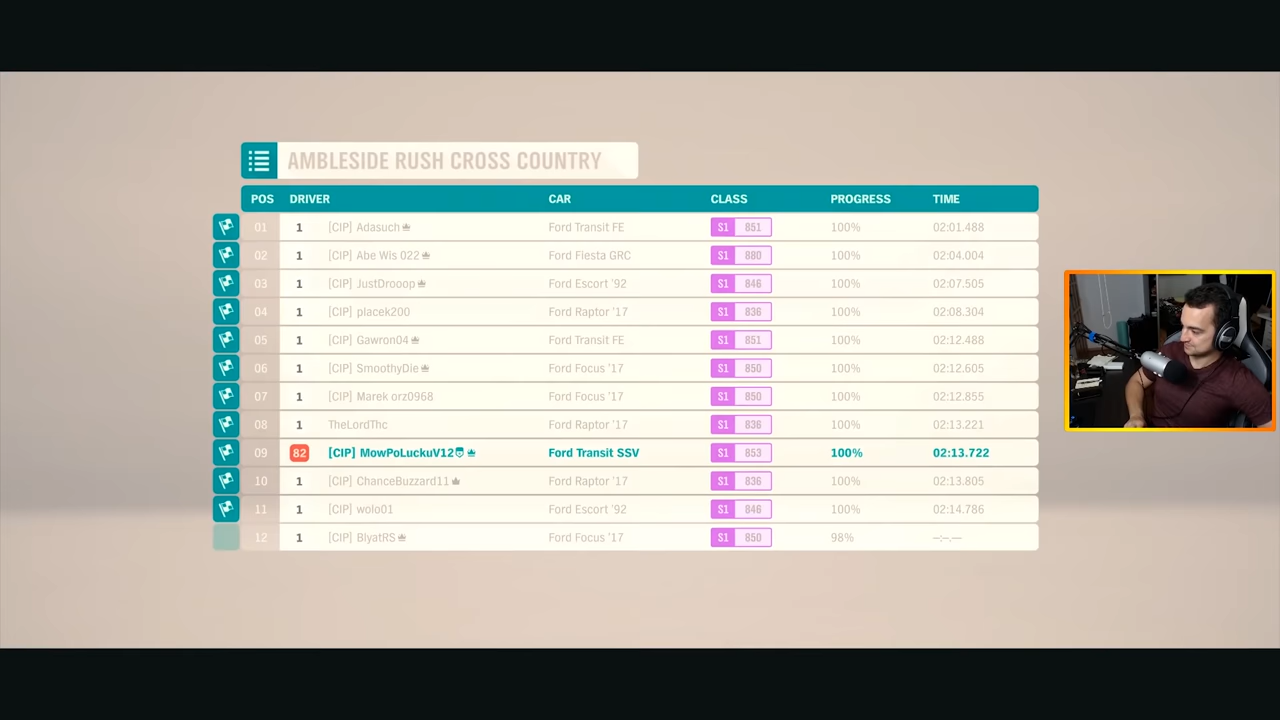 AMBLESIDE RUSH CROSS COUNTRY
POS DRIVER CAR CLASS PROGRESS TIME
01 1 [CIP] Adasuch Ford Transit FE S1 851 100% 02:01.488
02 1 [CIP] Abe Wls 022 Ford Fiesta GRC S1 880 100% 02:04.004
03 1 [CIP] JustDrooop Ford Escort '92 S1 846 100% 02:07.505
04 1 [CIP] placek200 Ford Raptor '17 S1 836 100% 02:08.304
05 1 [CIP] Gawron04 Ford Transit FE S1 851 100% 02:12.488
06 1 [CIP] SmoothyDie Ford Focus '17 S1 850 100% 02:12.605
07 1 [CIP] Marek orz0968 Ford Focus '17 S1 850 100% 02:12.855
08 1 TheLordThc Ford Raptor '17 S1 836 100% 02:13.221
09 82 [CIP] MowPoLuckuV12 Ford Transit SSV S1 853 100% 02:13.722
10 1 [CIP] ChanceBuzzard11 Ford Raptor '17 S1 836 100% 02:13.805
11 1 [CIP] wolo01 Ford Escort '92 S1 846 100% 02:14.786
12 1 [CIP] BlyatRS Ford Focus '17 S1 850 98% --:--.---